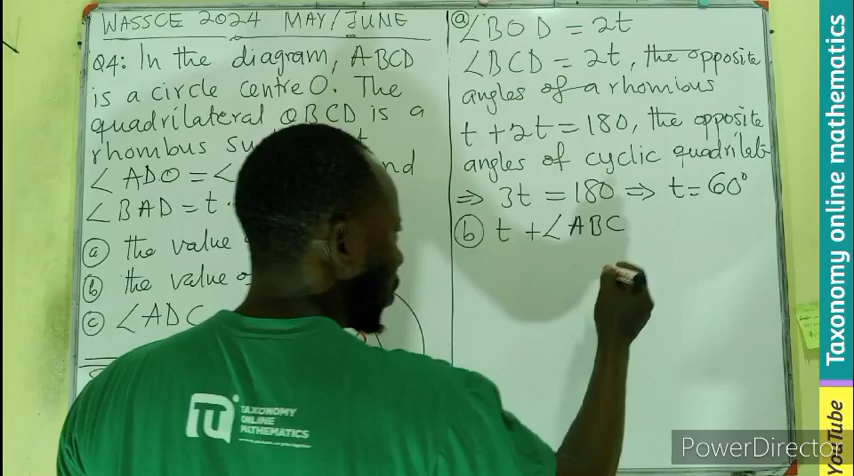 WASSCE 2024 MAY/JUNE
Q4: In the diagram, ABCD
is a circle centre O. The
quadrilateral OBCD is a
rhombus
∠ADO = ∠ nd
∠BAD = t
(a) the value
(b) the value
(c) ∠ADC
(a) ∠BOD = 2t
∠BCD = 2t, the opposite
angles of a rhombus
t + 2t = 180, the opposite
angles of cyclic quadrilat
⇒ 3t = 180 ⇒ t = 60°
(b) t + ∠ABC
TAXONOMY
ONLINE
MATHEMATICS
Taxonomy online mathematics
YouTube
PowerDirector